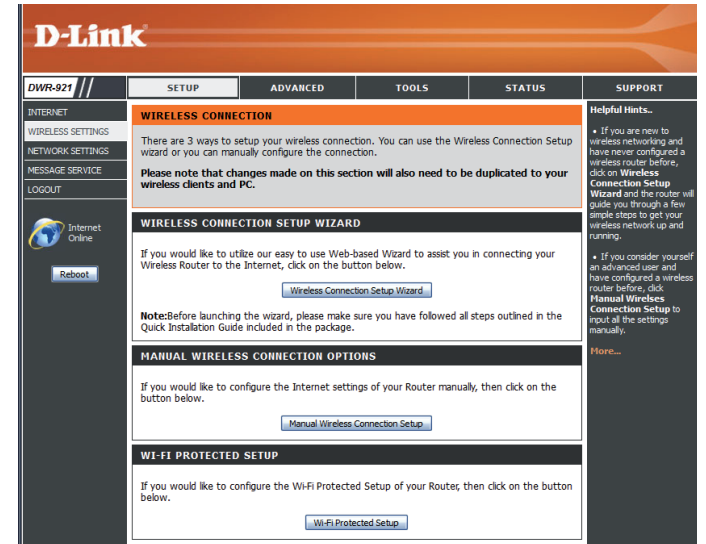 D-Link
DWR-921
SETUP
ADVANCED
TOOLS
STATUS
SUPPORT
INTERNET
WIRELESS SETTINGS
NETWORK SETTINGS
MESSAGE SERVICE
LOGOUT
Internet
Online
Reboot
WIRELESS CONNECTION
There are 3 ways to setup your wireless connection. You can use the Wireless Connection Setup
wizard or you can manually configure the connection.
Please note that changes made on this section will also need to be duplicated to your
wireless clients and PC.
WIRELESS CONNECTION SETUP WIZARD
If you would like to utilize our easy to use Web-based Wizard to assist you in connecting your
Wireless Router to the Internet, click on the button below.
Wireless Connection Setup Wizard
Note:Before launching the wizard, please make sure you have followed all steps outlined in the
Quick Installation Guide included in the package.
MANUAL WIRELESS CONNECTION OPTIONS
If you would like to configure the Internet settings of your Router manually, then click on the
button below.
Manual Wireless Connection Setup
WI-FI PROTECTED SETUP
If you would like to configure the Wi-Fi Protected Setup of your Router, then click on the button
below.
Wi-Fi Protected Setup
Helpful Hints..
• If you are new to
wireless networking and
have never configured a
wireless router before,
click on Wireless
Connection Setup
Wizard and the router will
guide you through a few
simple steps to get your
wireless network up and
running.
• If you consider yourself
an advanced user and
have configured a wireless
router before, click
Manual Wirelses
Connection Setup to
input all the settings
manually.
More...